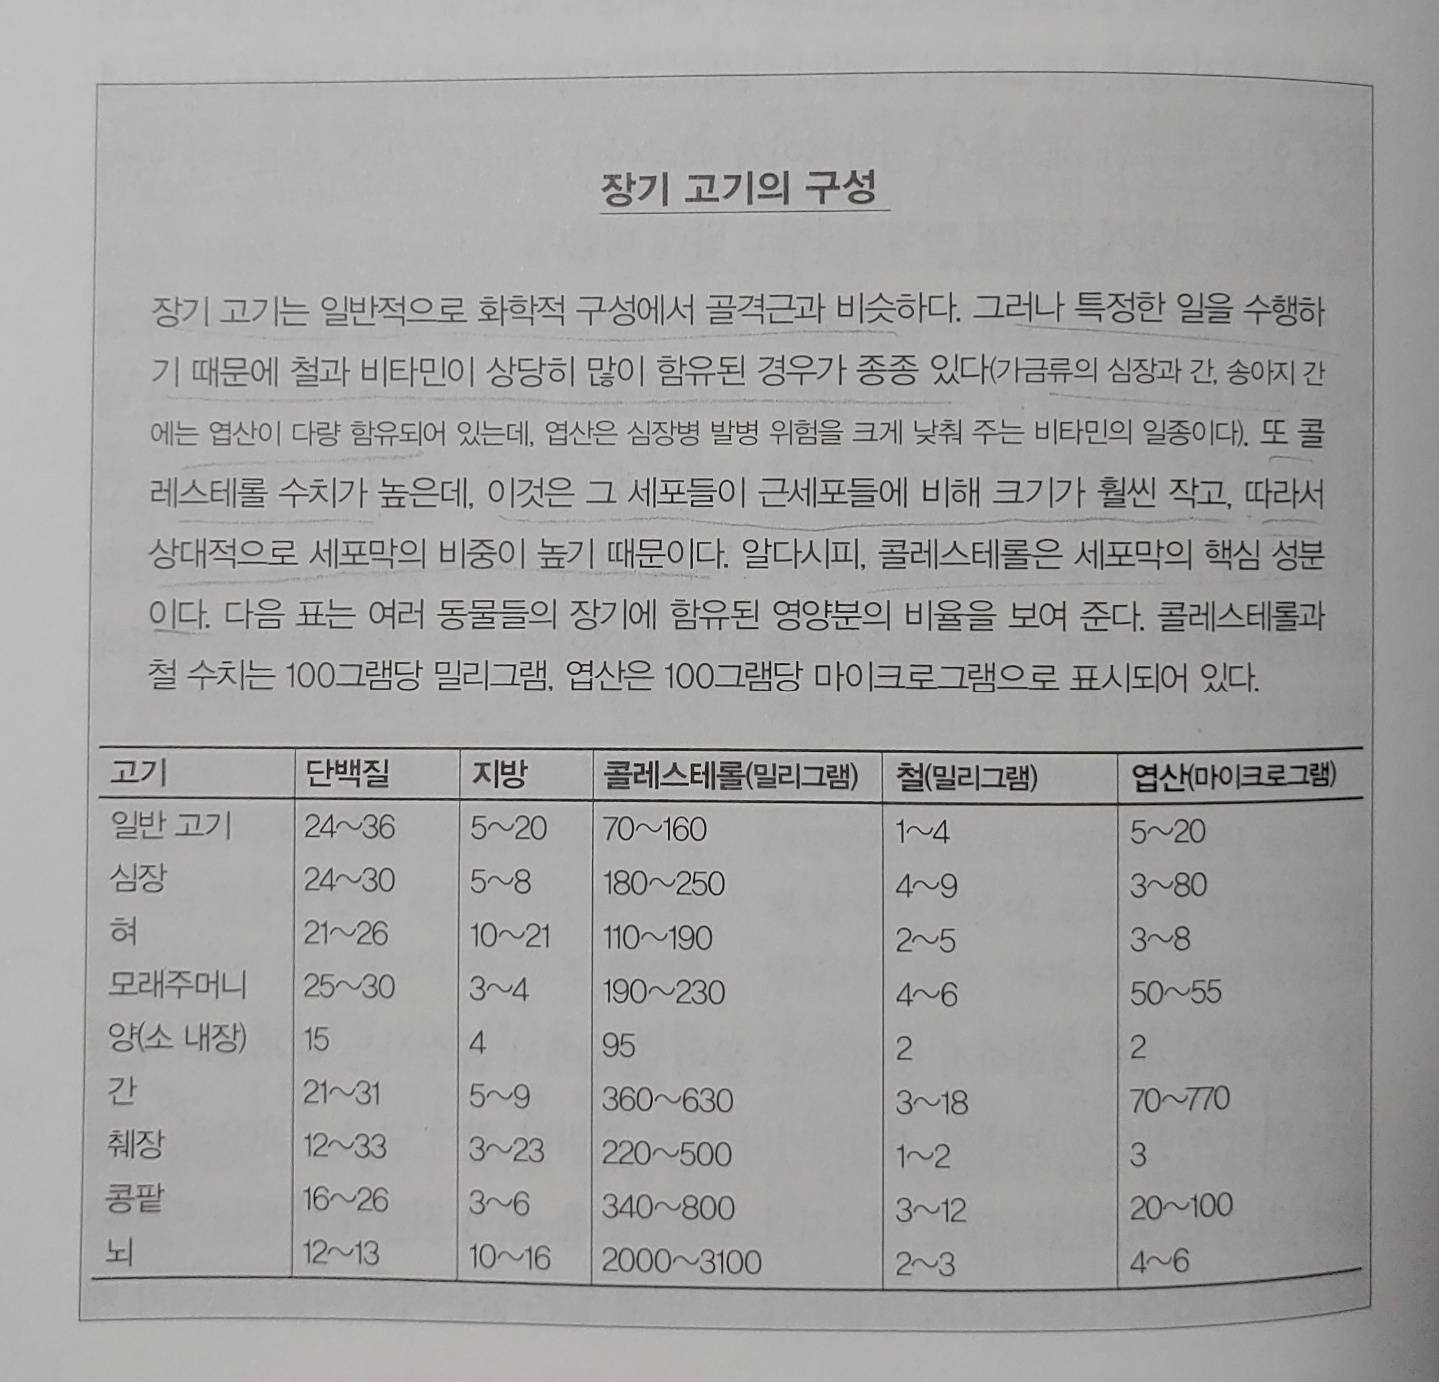 장기 고기의 구성
장기 고기는 일반적으로 화학적 구성에서 골격근과 비슷하다. 그러나 특정한 일을 수행하
기 때문에 철과 비타민이 상당히 많이 함유된 경우가 종종 있다(가금류의 심장과 간, 송아지 간
에는 엽산이 다량 함유되어 있는데, 엽산은 심장병 발병 위험을 크게 낮춰 주는 비타민의 일종이다). 또 콜
레스테롤 수치가 높은데, 이것은 그 세포들이 근세포들에 비해 크기가 훨씬 작고, 따라서
상대적으로 세포막의 비중이 높기 때문이다. 알다시피, 콜레스테롤은 세포막의 핵심 성분
이다. 다음 표는 여러 동물들의 장기에 함유된 영양분의 비율을 보여 준다. 콜레스테롤과
철 수치는 100그램당 밀리그램, 엽산은 100그램당 마이크로그램으로 표시되어 있다.
고기 단백질 지방 콜레스테롤(밀리그램) 철(밀리그램) 엽산(마이크로그램)
일반 고기 24~36 5~20 70~160 1~4 5~20
심장 24~30 5~8 180~250 4~9 3~80
혀 21~26 10~21 110~190 2~5 3~8
모래주머니 25~30 3~4 190~230 4~6 50~55
양(소 내장) 15 4 95 2 2
간 21~31 5~9 360~630 3~18 70~770
췌장 12~33 3~23 220~500 1~2 3
콩팥 16~26 3~6 340~800 3~12 20~100
뇌 12~13 10~16 2000~3100 2~3 4~6